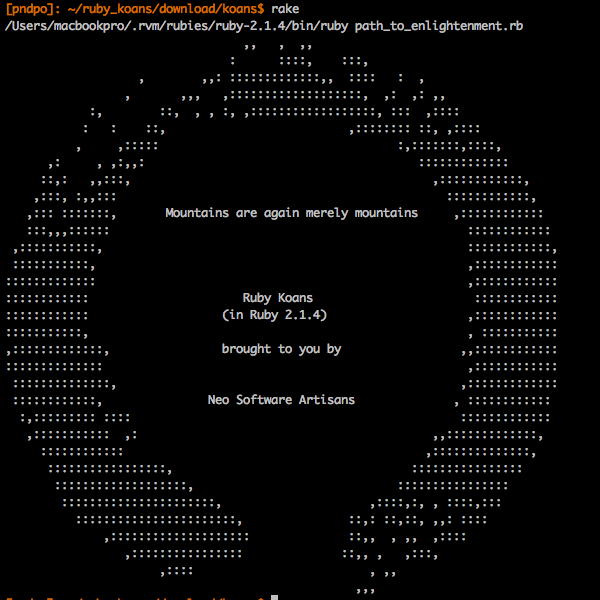 [pndpo]: ~/ruby_koans/download/koans$ rake
/Users/macbookpro/.rvm/rubies/ruby-2.1.4/bin/ruby path_to_enlightenment.rb
Mountains are again merely mountains
Ruby Koans
(in Ruby 2.1.4)
brought to you by
Neo Software Artisans